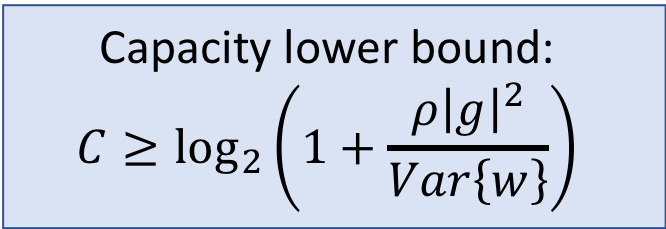 Capacity lower bound:
C ≥ log₂ (1 + ρ|g|² / Var{w})